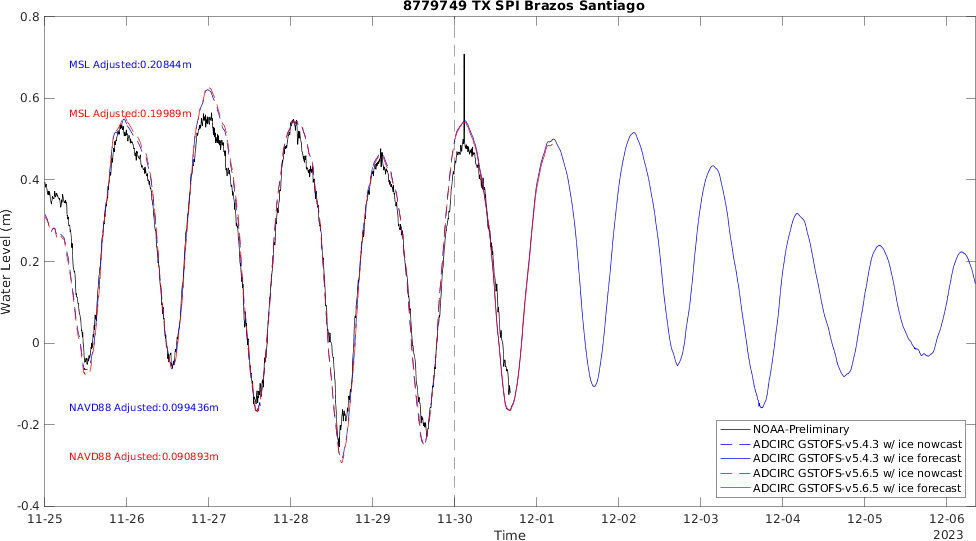 8779749 TX SPI Brazos Santiago
Water Level (m)
0.8
0.6
0.4
0.2
0
-0.2
-0.4
MSL Adjusted:0.20844m
MSL Adjusted:0.19989m
NAVD88 Adjusted:0.099436m
NAVD88 Adjusted:0.090893m
NOAA-Preliminary
ADCIRC GSTOFS-v5.4.3 w/ ice nowcast
ADCIRC GSTOFS-v5.4.3 w/ ice forecast
ADCIRC GSTOFS-v5.6.5 w/ ice nowcast
ADCIRC GSTOFS-v5.6.5 w/ ice forecast
11-25 11-26 11-27 11-28 11-29 11-30 12-01 12-02 12-03 12-04 12-05 12-06
Time
2023